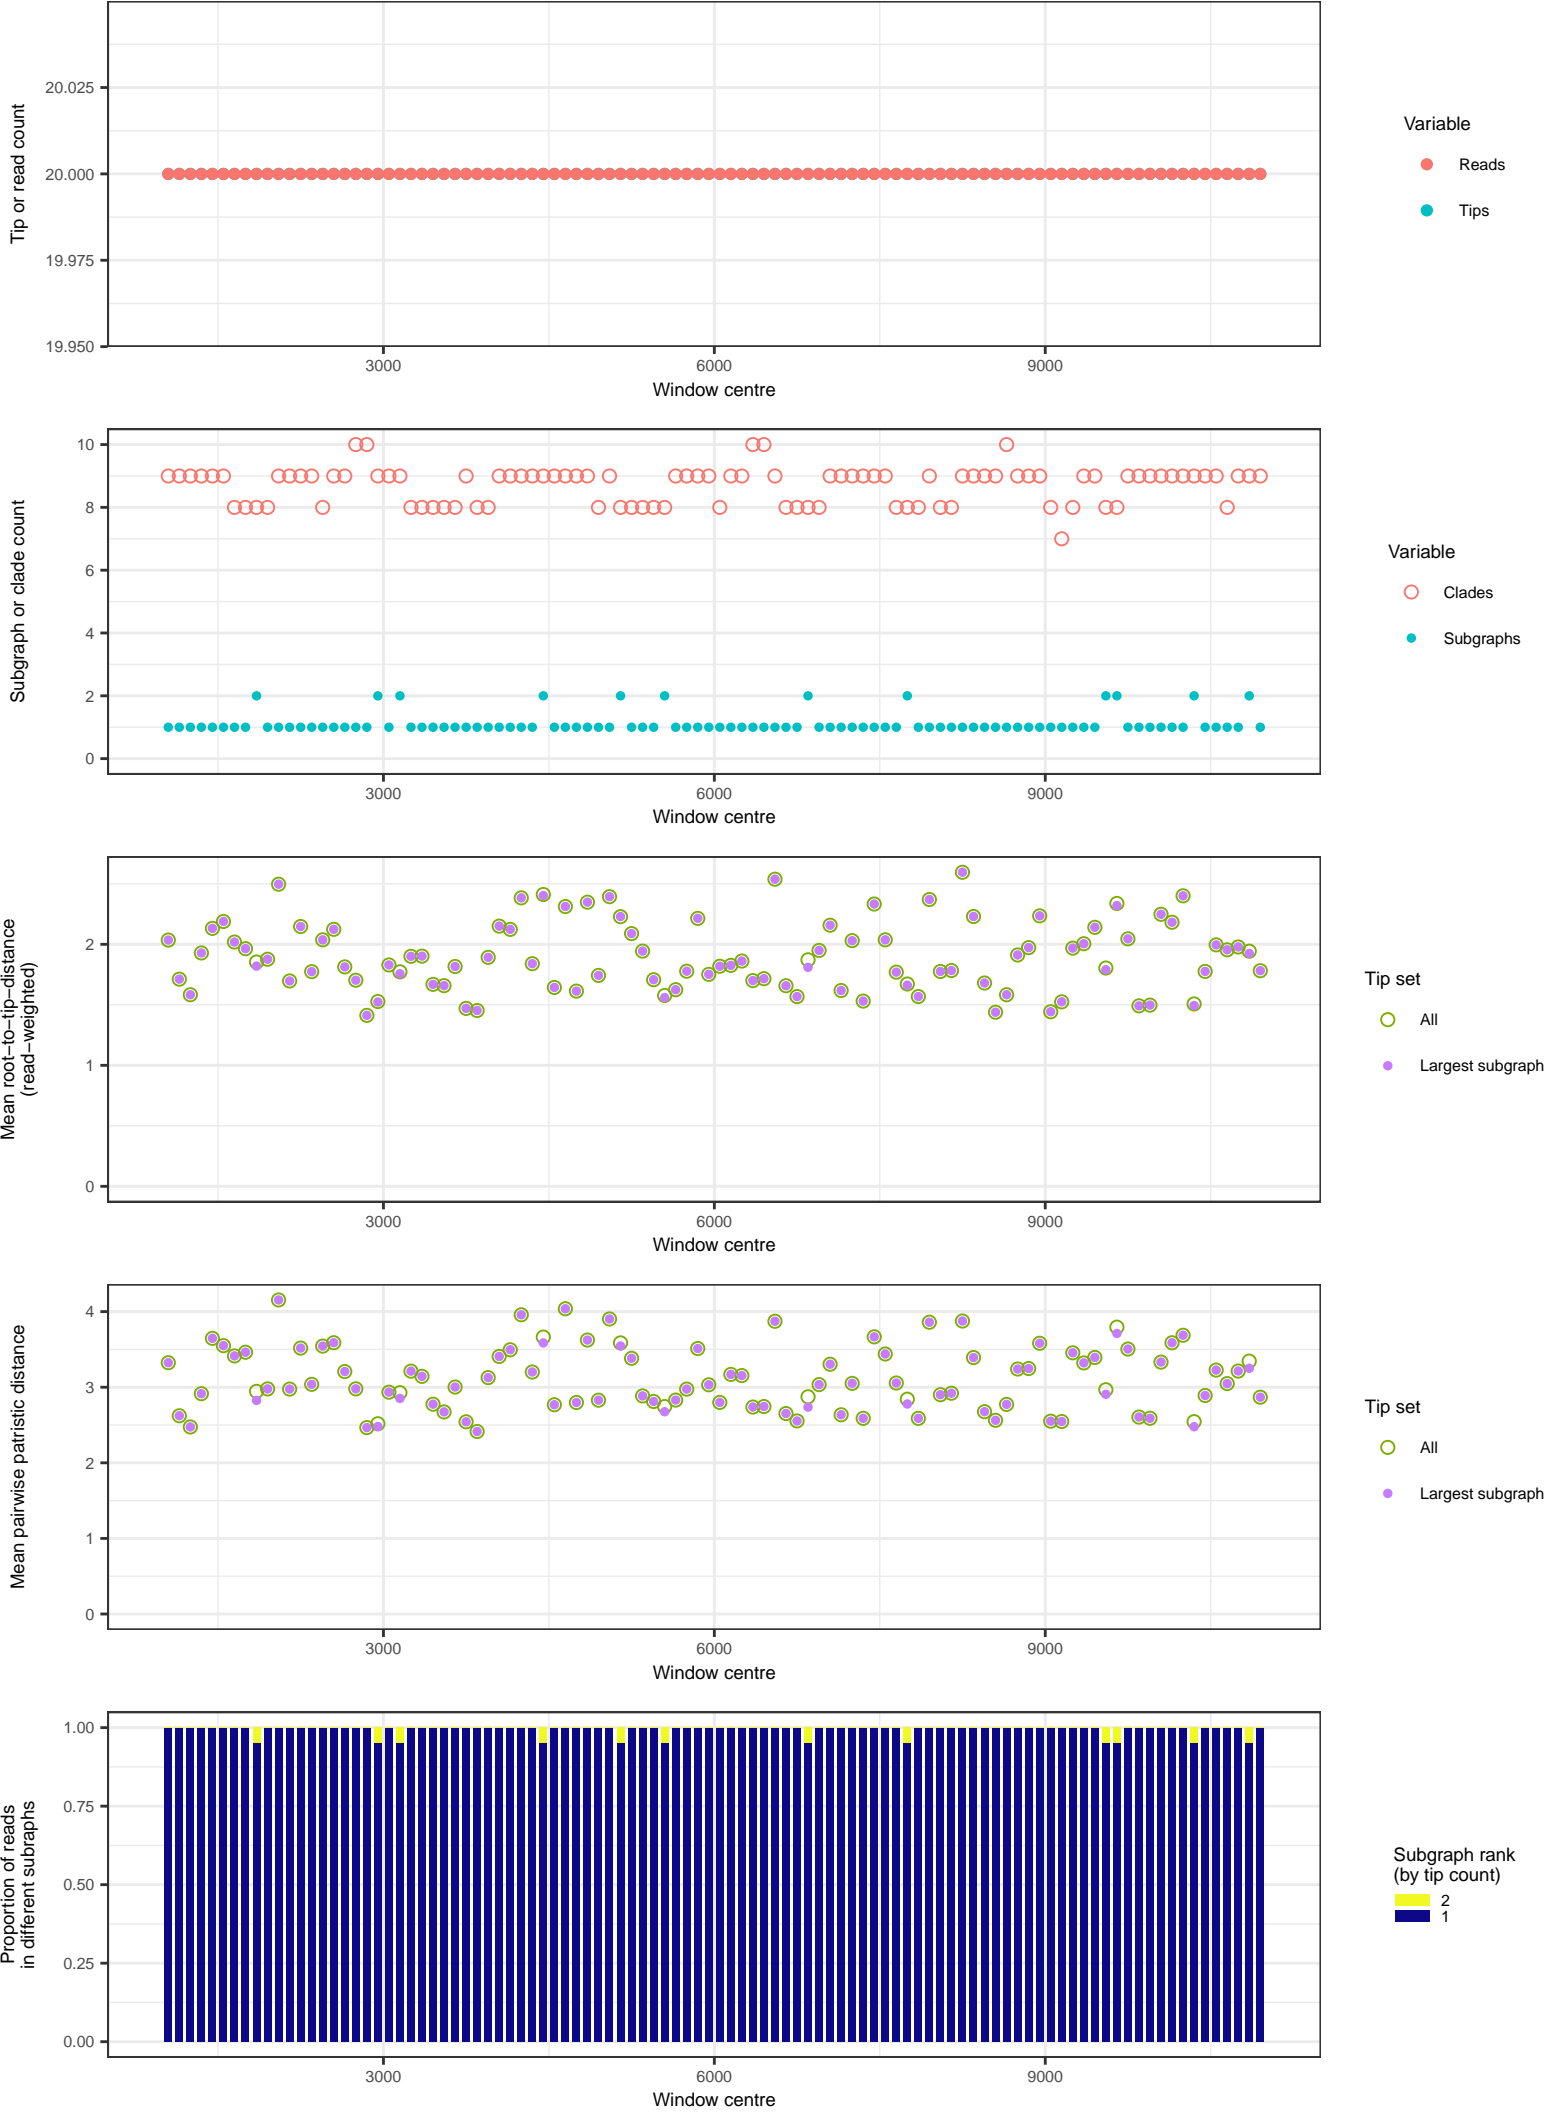 20.025
20.000
19.975
19.950
Tip or read count
3000
6000
9000
Window centre
Variable
Reads
Tips
10
8
6
4
2
0
Subgraph or clade count
3000
6000
9000
Window centre
Variable
Clades
Subgraphs
2
1
0
Mean root−to−tip−distance
(read−weighted)
3000
6000
9000
Window centre
Tip set
All
Largest subgraph
4
3
2
1
0
Mean pairwise patristic distance
3000
6000
9000
Window centre
Tip set
All
Largest subgraph
1.00
0.75
0.50
0.25
0.00
Proportion of reads
in different subraphs
3000
6000
9000
Window centre
Subgraph rank
(by tip count)
2
1